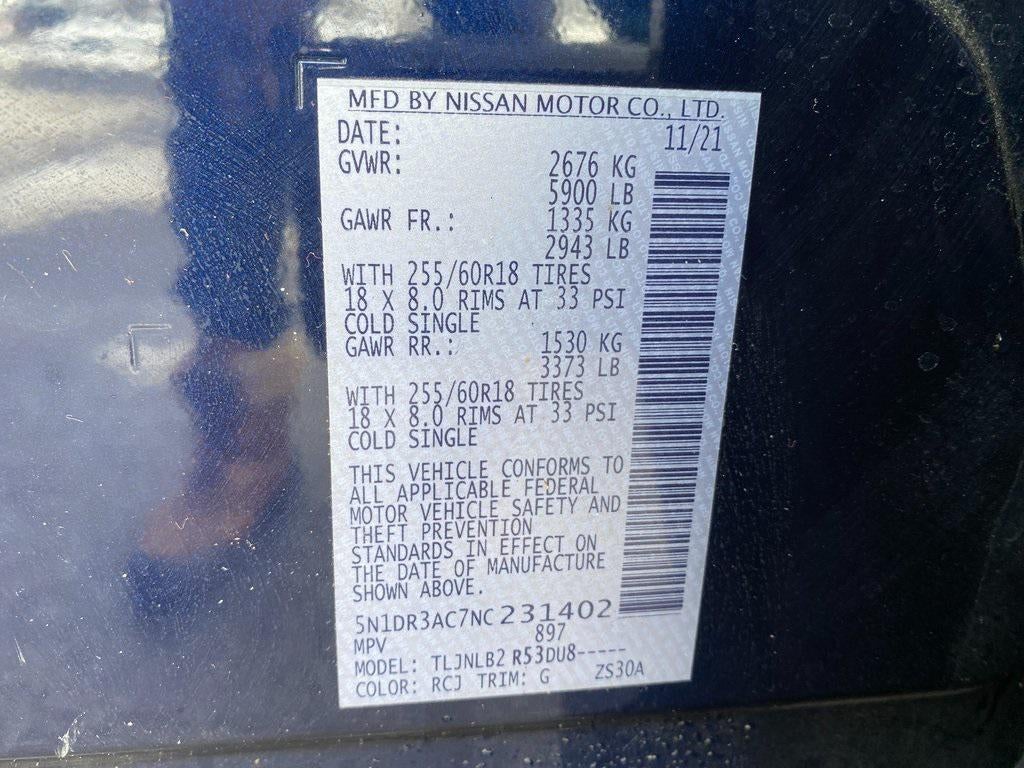 MFD BY NISSAN MOTOR CO., LTD.
DATE: 11/21
GVWR: 2676 KG
5900 LB
GAWR FR.: 1335 KG
2943 LB
WITH 255/60R18 TIRES
18 X 8.0 RIMS AT 33 PSI
COLD SINGLE
GAWR RR.: 1530 KG
3373 LB
WITH 255/60R18 TIRES
18 X 8.0 RIMS AT 33 PSI
COLD SINGLE
THIS VEHICLE CONFORMS TO
ALL APPLICABLE FEDERAL
MOTOR VEHICLE SAFETY AND
THEFT PREVENTION
STANDARDS IN EFFECT ON
THE DATE OF MANUFACTURE
SHOWN ABOVE.
5N1DR3AC7NC231402
MPV 897
MODEL: TLJNLB2 R53DU8-----
COLOR: RCJ TRIM: G ZS30A